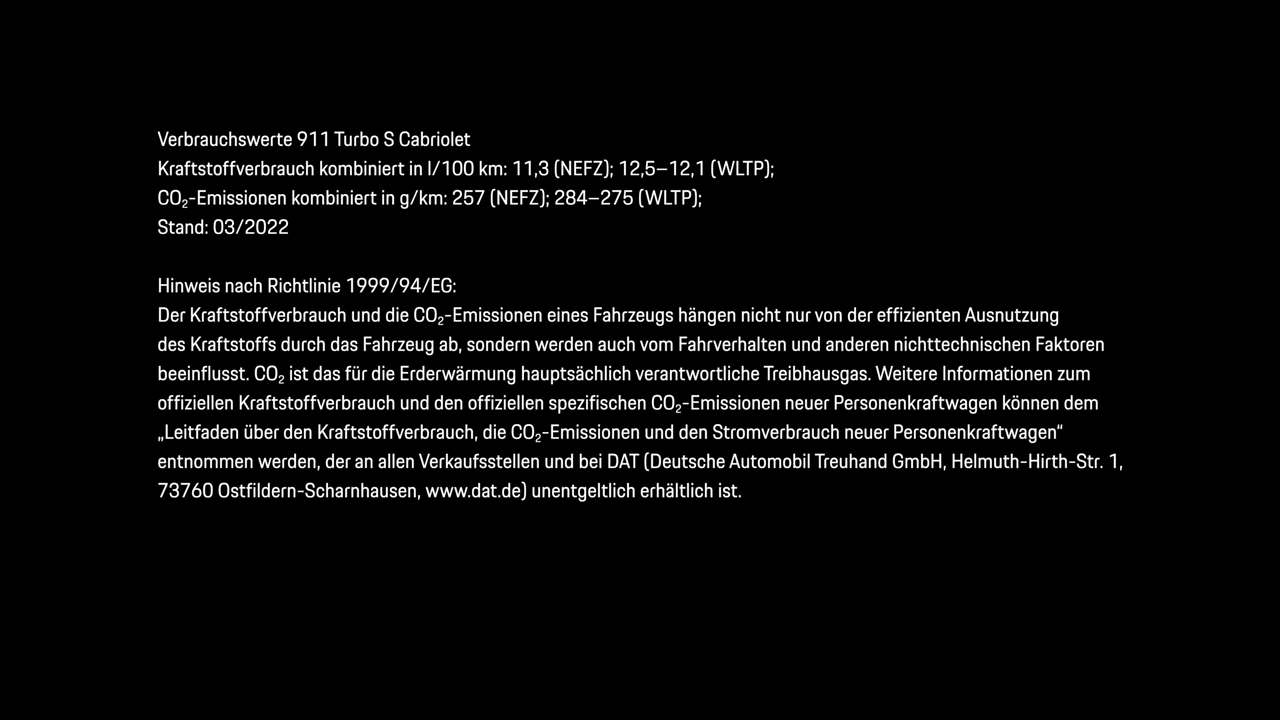 Verbrauchswerte 911 Turbo S Cabriolet
Kraftstoffverbrauch kombiniert in l/100 km: 11,3 (NEFZ); 12,5–12,1 (WLTP);
CO₂-Emissionen kombiniert in g/km: 257 (NEFZ); 284–275 (WLTP);
Stand: 03/2022
Hinweis nach Richtlinie 1999/94/EG:
Der Kraftstoffverbrauch und die CO₂-Emissionen eines Fahrzeugs hängen nicht nur von der effizienten Ausnutzung
des Kraftstoffs durch das Fahrzeug ab, sondern werden auch vom Fahrverhalten und anderen nichttechnischen Faktoren
beeinflusst. CO₂ ist das für die Erderwärmung hauptsächlich verantwortliche Treibhausgas. Weitere Informationen zum
offiziellen Kraftstoffverbrauch und den offiziellen spezifischen CO₂-Emissionen neuer Personenkraftwagen können dem
„Leitfaden über den Kraftstoffverbrauch, die CO₂-Emissionen und den Stromverbrauch neuer Personenkraftwagen“
entnommen werden, der an allen Verkaufsstellen und bei DAT (Deutsche Automobil Treuhand GmbH, Helmuth-Hirth-Str. 1,
73760 Ostfildern-Scharnhausen, www.dat.de) unentgeltlich erhältlich ist.